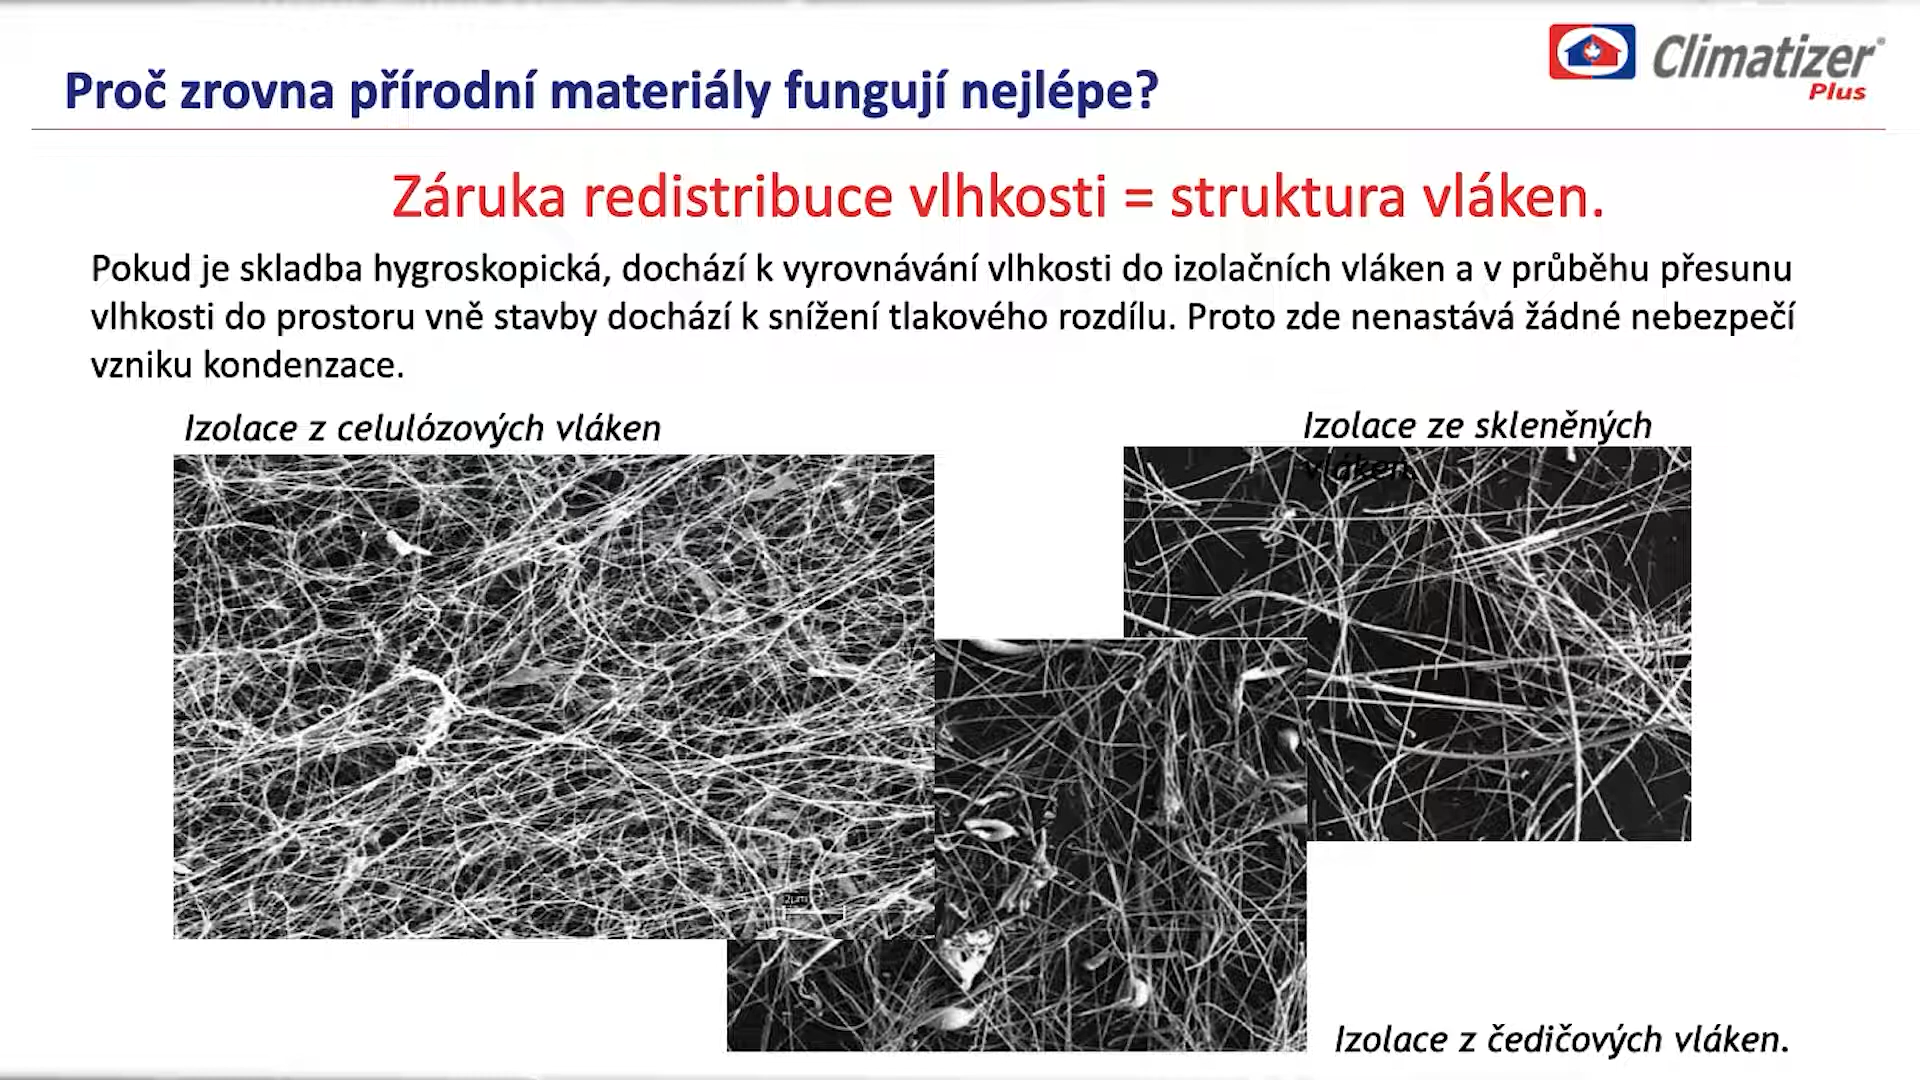 Climatizer®
Plus
Proč zrovna přírodní materiály fungují nejlépe?
Záruka redistribuce vlhkosti = struktura vláken.
Pokud je skladba hygroskopická, dochází k vyrovnávání vlhkosti do izolačních vláken a v průběhu přesunu
vlhkosti do prostoru vně stavby dochází k snížení tlakového rozdílu. Proto zde nenastává žádné nebezpečí
vzniku kondenzace.
Izolace z celulózových vláken
Izolace ze skleněných
vláken.
2µm
Izolace z čedičových vláken.